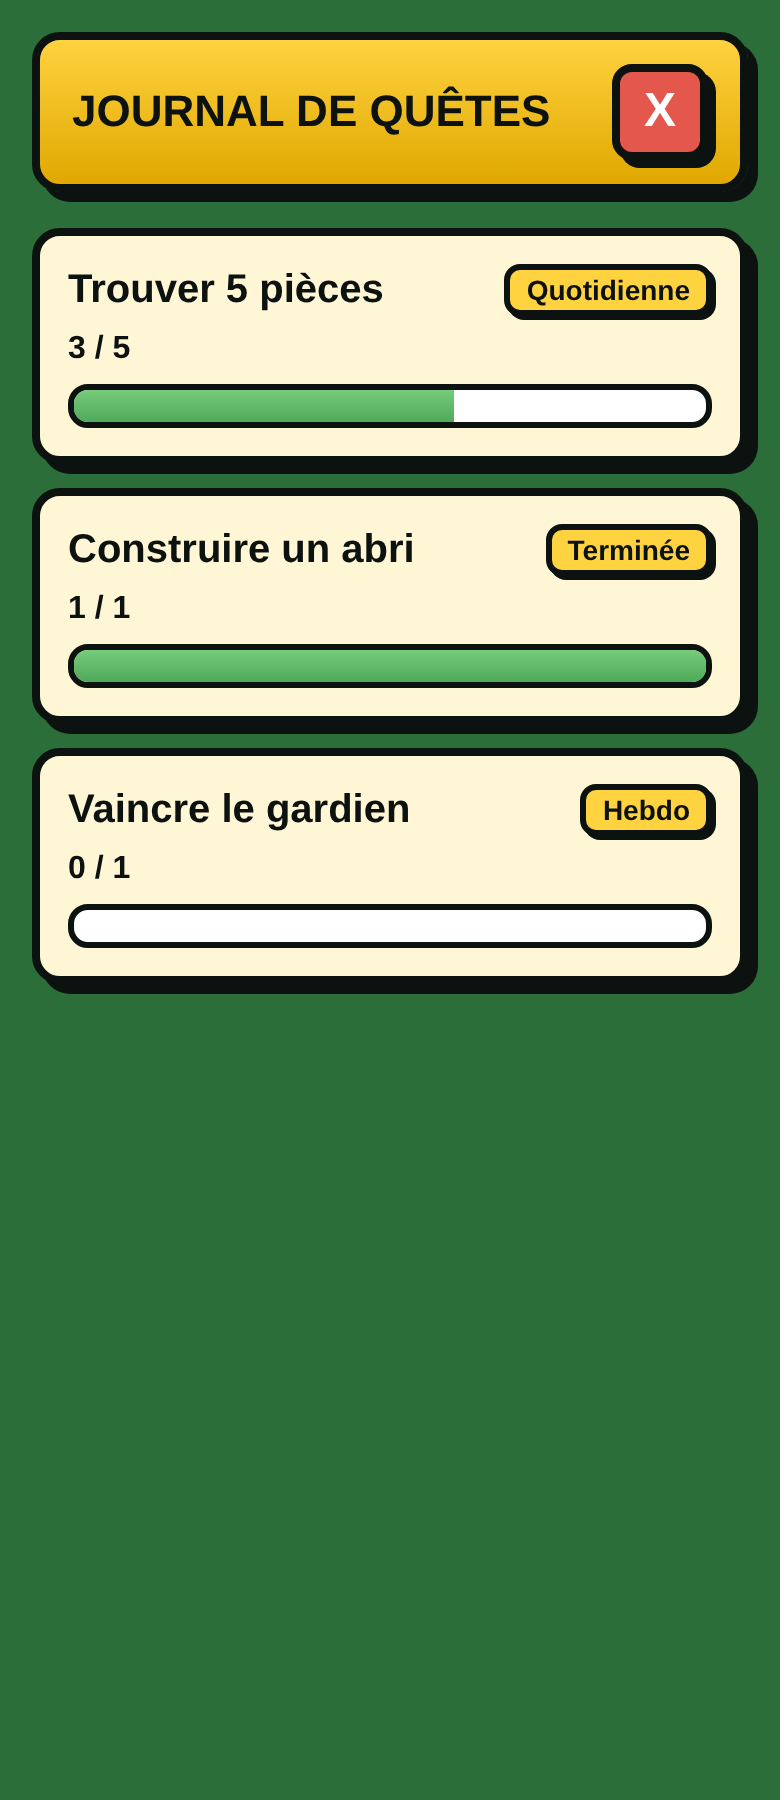 JOURNAL DE QUÊTES X
Trouver 5 pièces Quotidienne
3 / 5
Construire un abri Terminée
1 / 1
Vaincre le gardien Hebdo
0 / 1